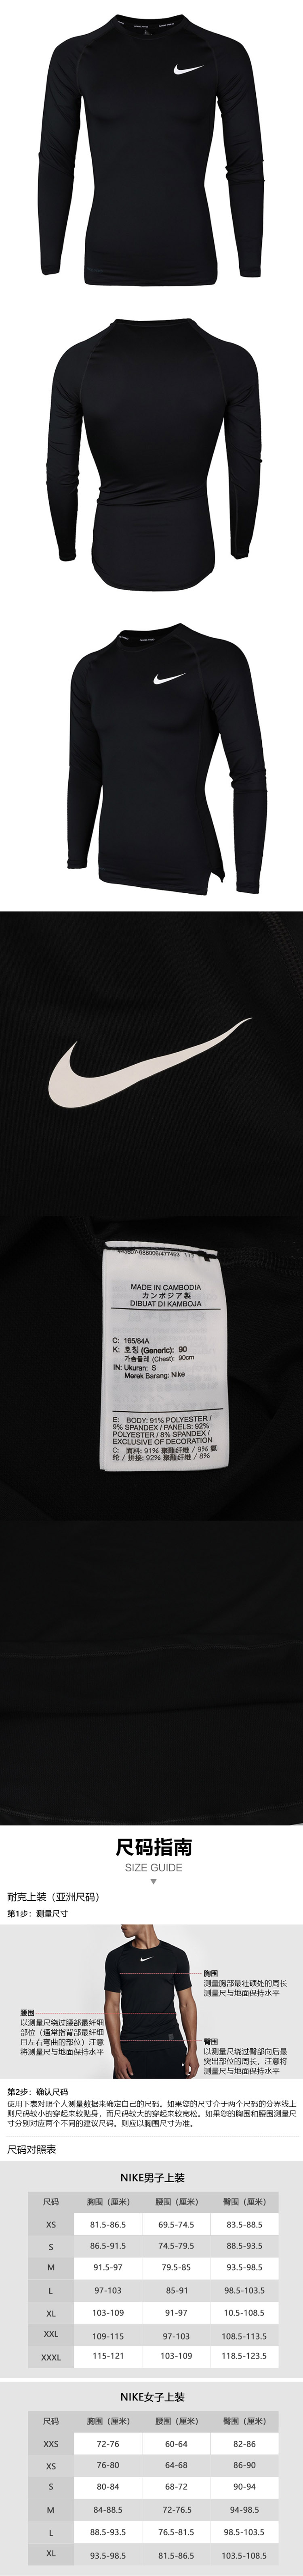 MADE IN CAMBODIA
カンボジア製
DIBUAT DI KAMBOJA
C: 165/84A
K: 호칭 (Generic): 90
가슴둘레 (Chest): 90cm
IN: Ukuran: S
Merek Barang: Nike
E: BODY: 91% POLYESTER /
9% SPANDEX / PANELS: 92%
POLYESTER / 8% SPANDEX /
EXCLUSIVE OF DECORATION
C: 面料: 91% 聚酯纤维 / 9% 氨
纶 / 拼接: 92% 聚酯纤维 / 8%
尺码指南
SIZE GUIDE
耐克上装（亚洲尺码）
第1步：测量尺寸
胸围
测量胸部最壮硕处的周长
测量尺与地面保持水平
腰围
以测量尺绕过腰部最纤细
部位（通常指背部最纤细
且左右弯曲的部位）注意
将测量尺与地面保持水平
臀围
以测量尺绕过臀部向后最
突出部位的周长，注意将
测量尺与地面保持水平
第2步：确认尺码
使用下表对照个人测量数据来确定自己的尺码。如果您的尺寸介于两个尺码的分界线上
则尺码较小的穿起来较贴身，而尺码较大的穿起来较宽松。如果您的胸围和腰围测量尺
寸分别对应两个不同的建议尺码。则应以胸围尺寸为准。
尺码对照表
NIKE男子上装
尺码 胸围（厘米） 腰围（厘米） 臀围（厘米）
XS 81.5-86.5 69.5-74.5 83.5-88.5
S 86.5-91.5 74.5-79.5 88.5-93.5
M 91.5-97 79.5-85 93.5-98.5
L 97-103 85-91 98.5-103.5
XL 103-109 91-97 10.5-108.5
XXL 109-115 97-103 108.5-113.5
XXXL 115-121 103-109 118.5-123.5
NIKE女子上装
尺码 胸围（厘米） 腰围（厘米） 臀围（厘米）
XXS 72-76 60-64 82-86
XS 76-80 64-68 86-90
S 80-84 68-72 90-94
M 84-88.5 72-76.5 94-98.5
L 88.5-93.5 76.5-81.5 98.5-103.5
XL 93.5-98.5 81.5-86.5 103.5-108.5